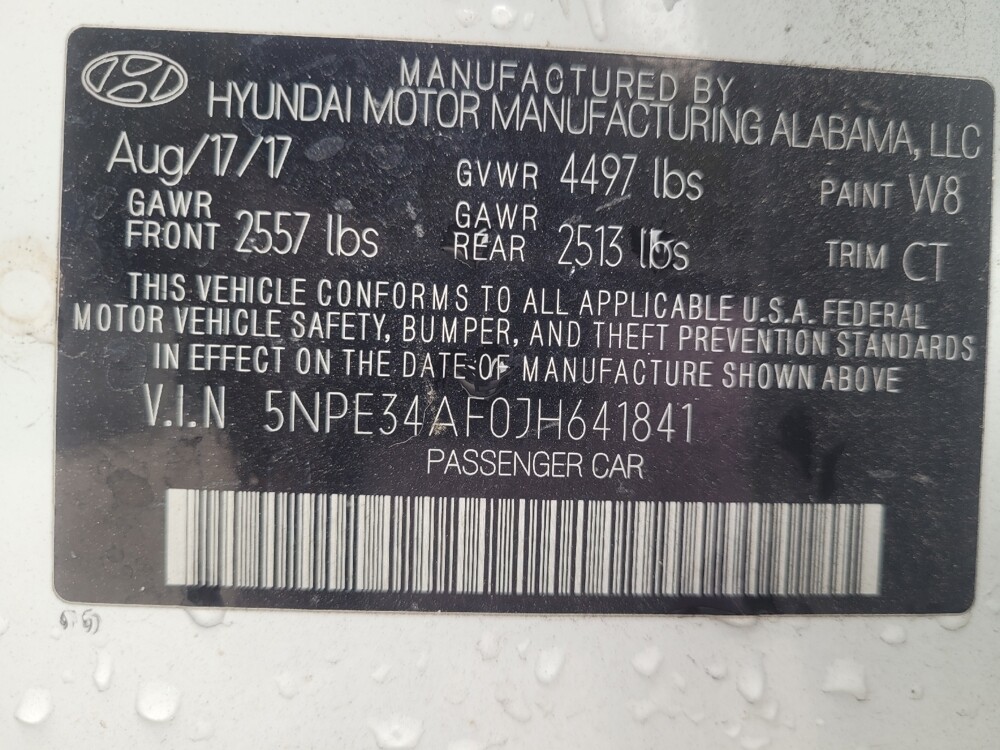 MANUFACTURED BY
HYUNDAI MOTOR MANUFACTURING ALABAMA, LLC
Aug/17/17 GVWR 4497 lbs PAINT W8
GAWR FRONT 2557 lbs GAWR REAR 2513 lbs TRIM CT
THIS VEHICLE CONFORMS TO ALL APPLICABLE U.S.A. FEDERAL
MOTOR VEHICLE SAFETY, BUMPER, AND THEFT PREVENTION STANDARDS
IN EFFECT ON THE DATE OF MANUFACTURE SHOWN ABOVE
V.I.N 5NPE34AF0JH641841
PASSENGER CAR